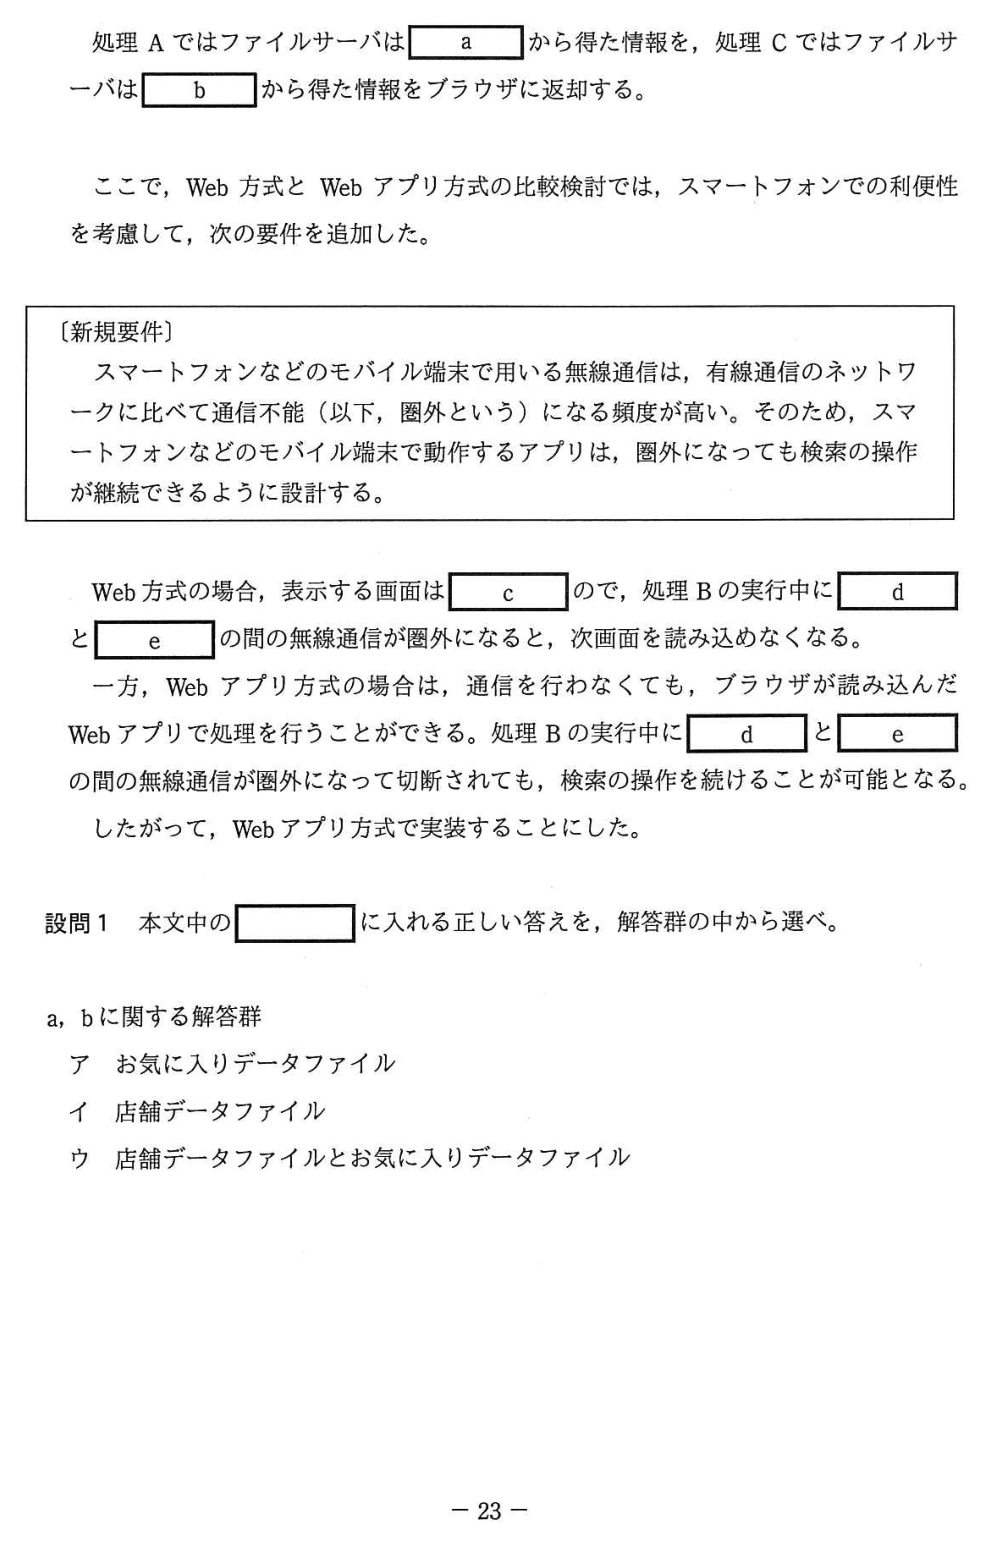 処理 A ではファイルサーバは a から得た情報を，処理 C ではファイルサ
ーバは b から得た情報をブラウザに返却する。
ここで，Web 方式と Web アプリ方式の比較検討では，スマートフォンでの利便性
を考慮して，次の要件を追加した。
〔新規要件〕
スマートフォンなどのモバイル端末で用いる無線通信は，有線通信のネットワ
ークに比べて通信不能（以下，圏外という）になる頻度が高い。そのため，スマ
ートフォンなどのモバイル端末で動作するアプリは，圏外になっても検索の操作
が継続できるように設計する。
Web 方式の場合，表示する画面は c ので，処理 B の実行中に d
と e の間の無線通信が圏外になると，次画面を読み込めなくなる。
一方，Web アプリ方式の場合は，通信を行わなくても，ブラウザが読み込んだ
Web アプリで処理を行うことができる。処理 B の実行中に d と e
の間の無線通信が圏外になって切断されても，検索の操作を続けることが可能となる。
したがって，Web アプリ方式で実装することにした。
設問 1 本文中の に入れる正しい答えを，解答群の中から選べ。
a，b に関する解答群
ア お気に入りデータファイル
イ 店舗データファイル
ウ 店舗データファイルとお気に入りデータファイル
－ 23 －